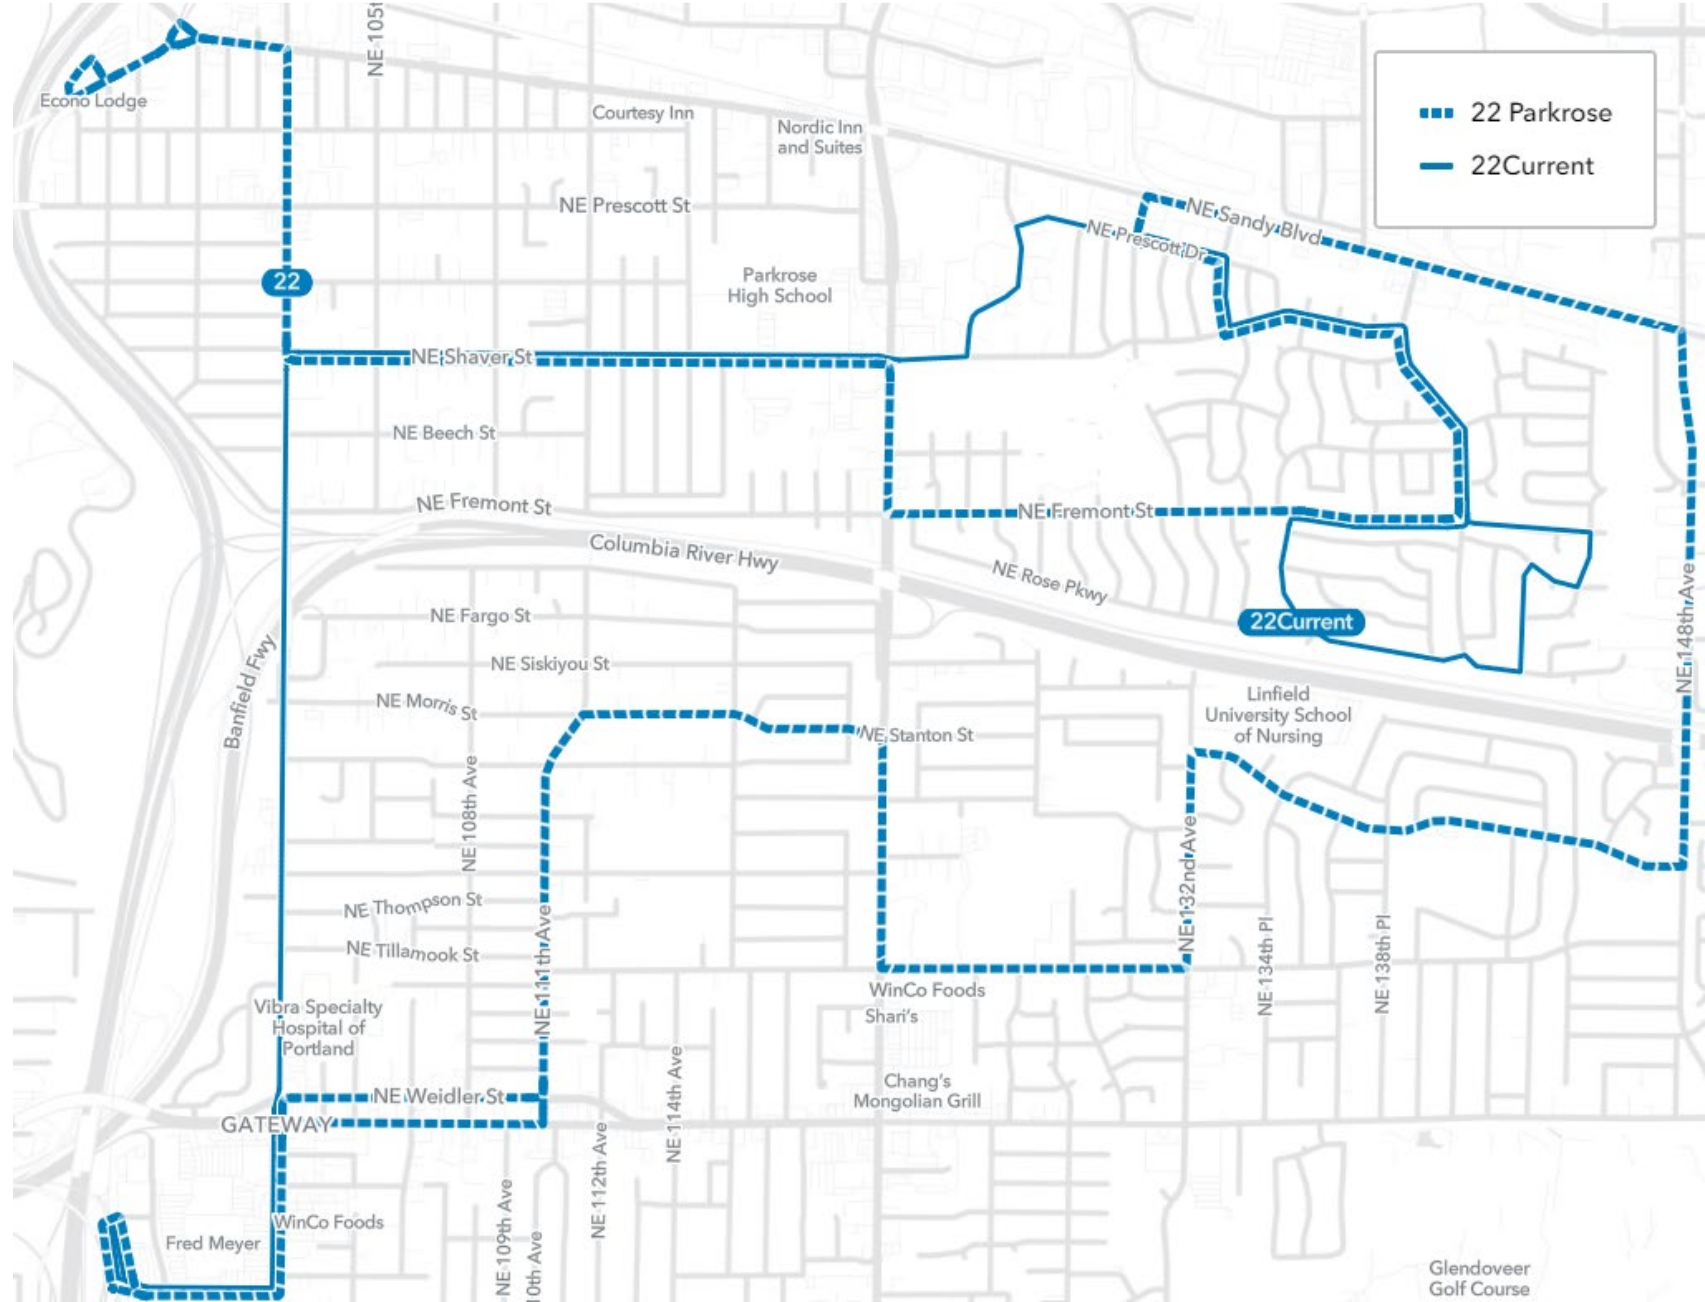 NE 105t
Econo Lodge
Courtesy Inn
Nordic Inn
and Suites
22 Parkrose
22Current
NE Prescott St
NE Sandy Blvd
NE Prescott Dr
22
Parkrose
High School
NE Shaver St
NE Beech St
NE Fremont St
NE Fremont St
Columbia River Hwy
NE Rose Pkwy
NE Fargo St
22Current
NE 148th Ave
NE Siskiyou St
Banfield Fwy
NE Morris St
NE Stanton St
Linfield
University School
of Nursing
NE 108th Ave
NE 132nd Ave
NE Thompson St
NE Tillamook St
NE 111th Ave
NE 134th Pl
NE 138th Pl
WinCo Foods
Shari's
Vibra Specialty
Hospital of
Portland
NE Weidler St
GATEWAY
Chang's
Mongolian Grill
NE 114th Ave
NE 112th Ave
NE 109th Ave
10th Ave
WinCo Foods
Fred Meyer
Glendoveer
Golf Course